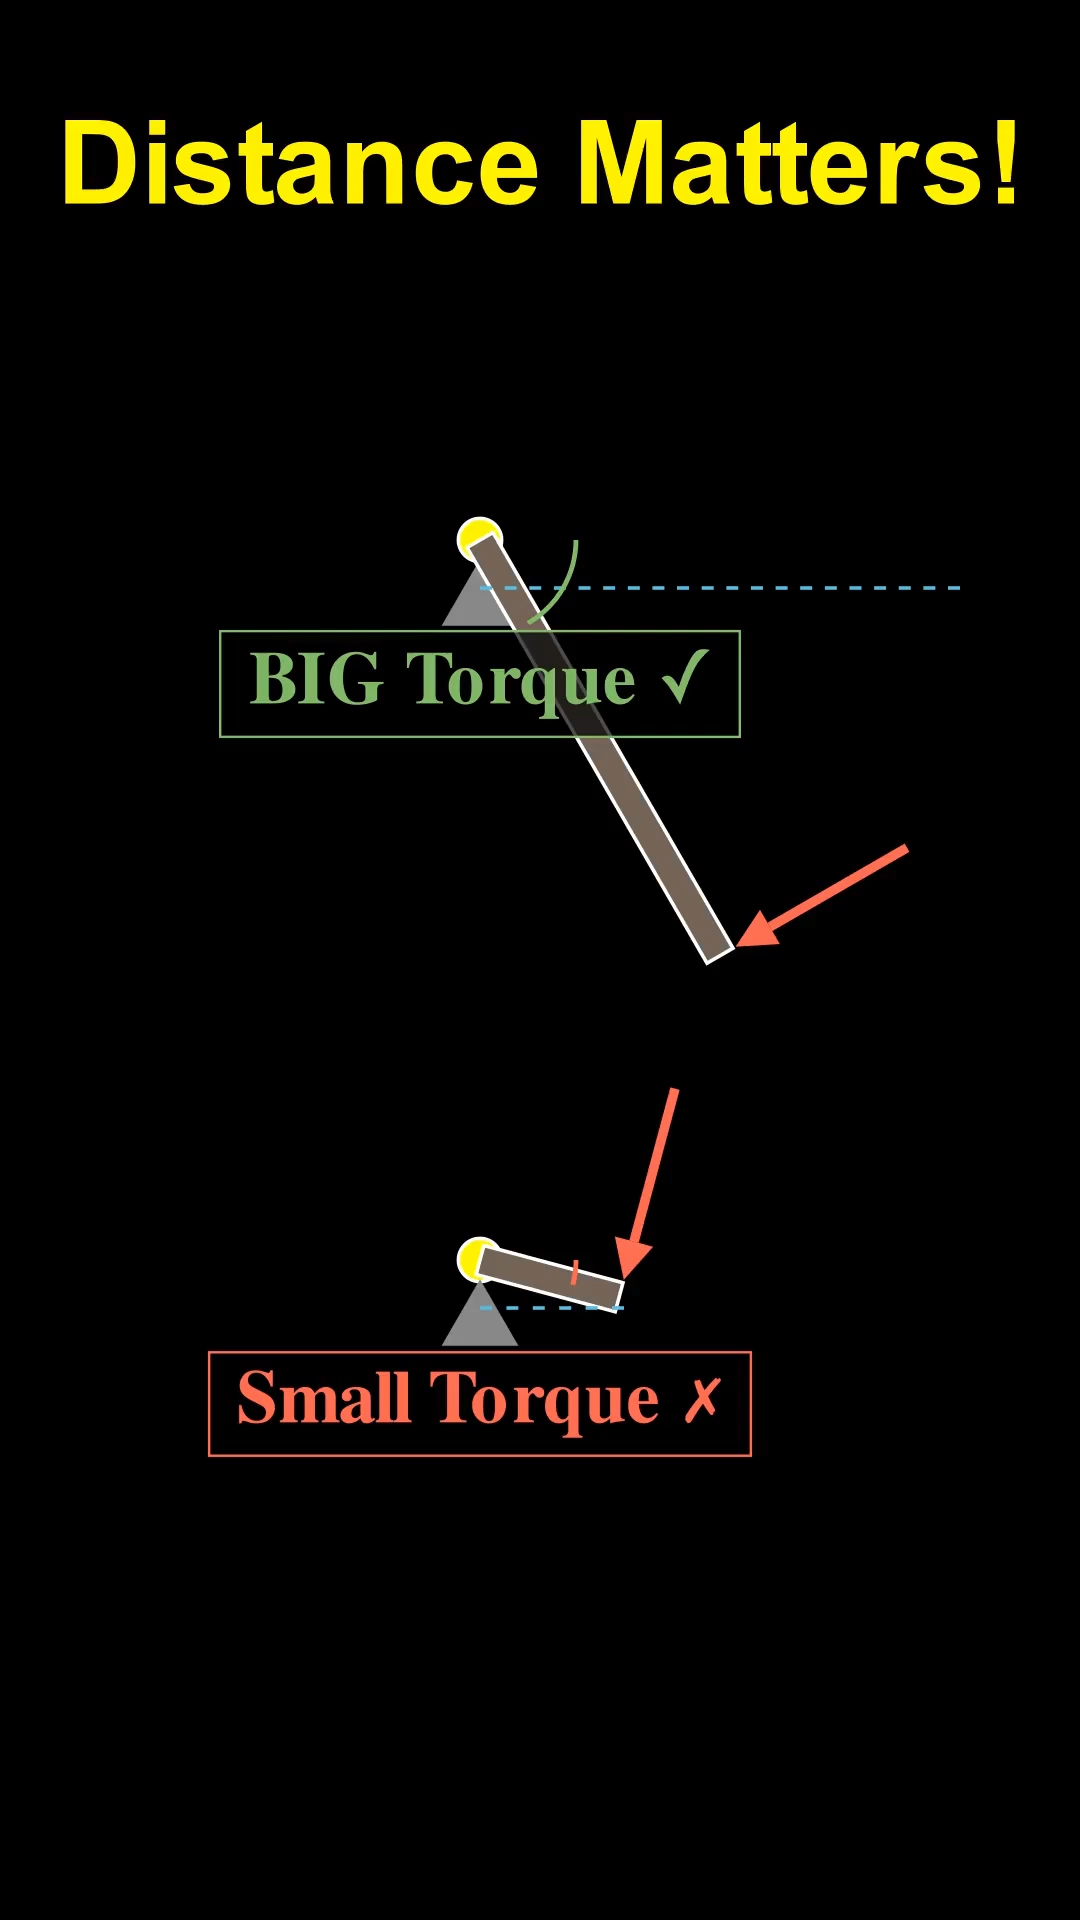 Distance Matters!
BIG Torque ✓
Small Torque ✗